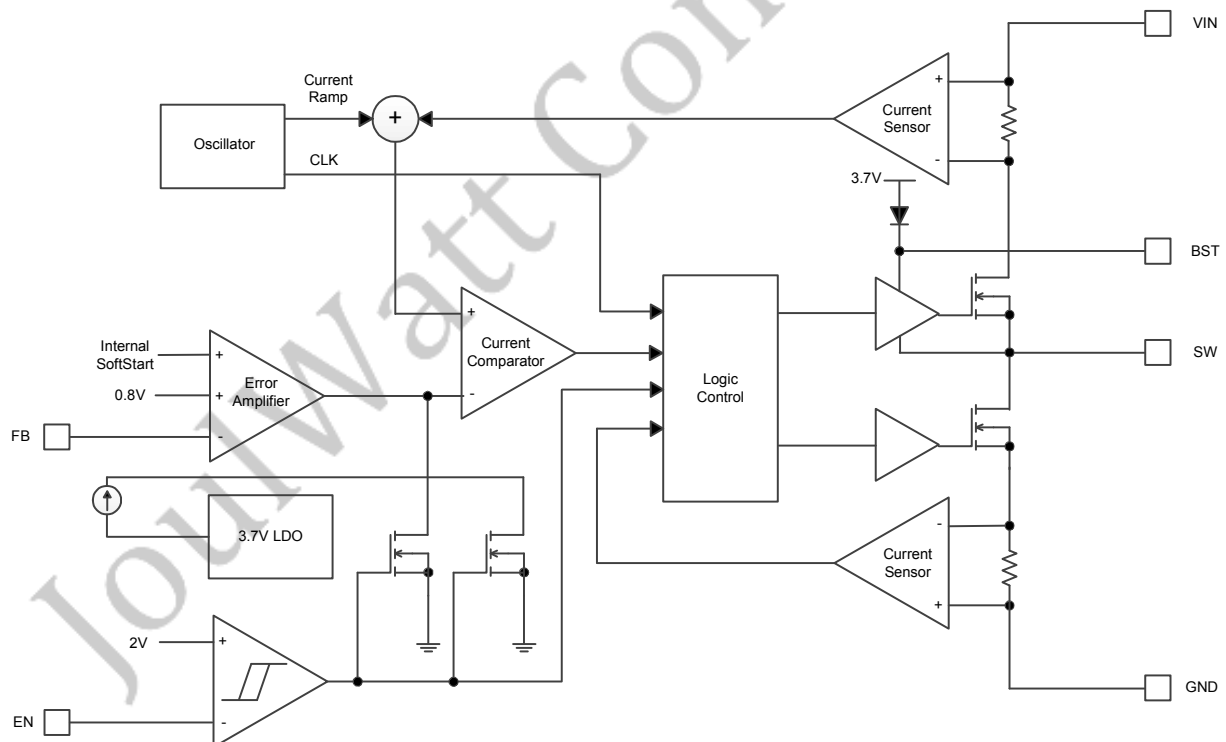 VIN
Current
Ramp
+
Current
Sensor
+
-
Oscillator
CLK
3.7V
BST
+
-
Current
Comparator
Internal
SoftStart
+
0.8V
+
-
Error
Amplifier
SW
Logic
Control
FB
3.7V LDO
-
Current
Sensor
+
2V
+
-
GND
EN
JoulWatt Con